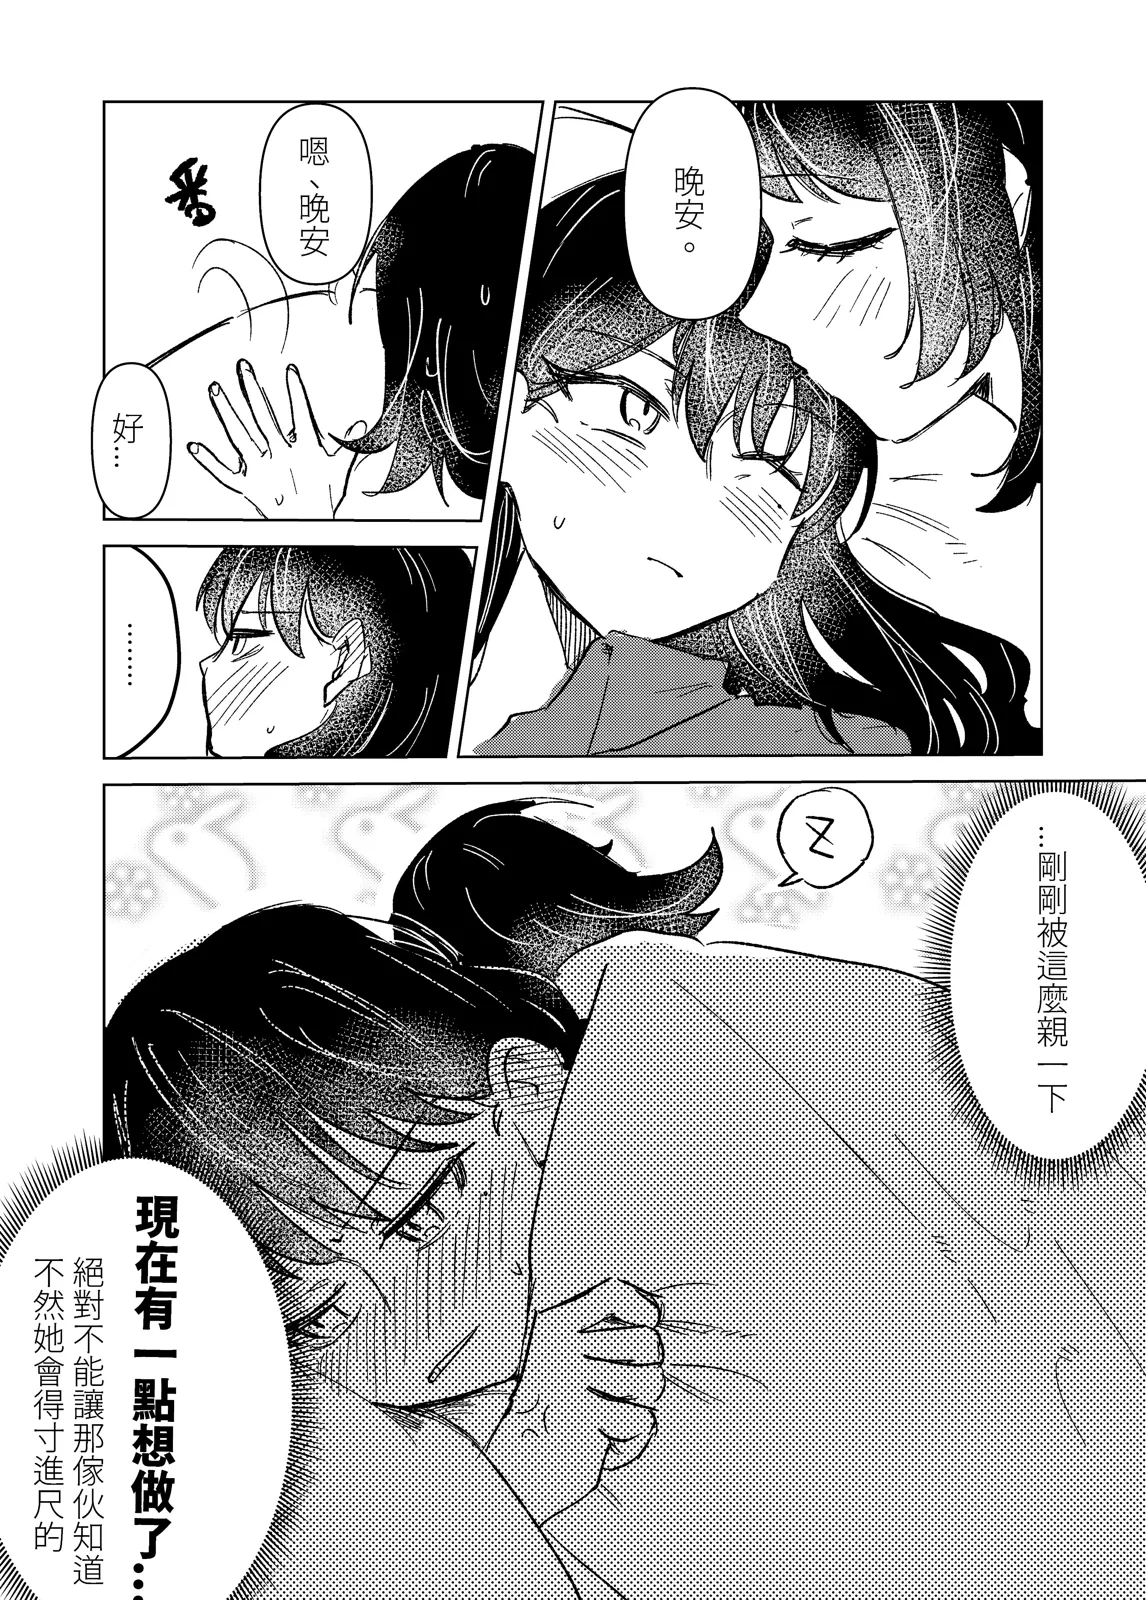 晚安。
嗯、晚安
好…
………
Z
…剛剛被這麼親一下
現在有一點想做了…
絕對不能讓那傢伙知道
不然她會得寸進尺的